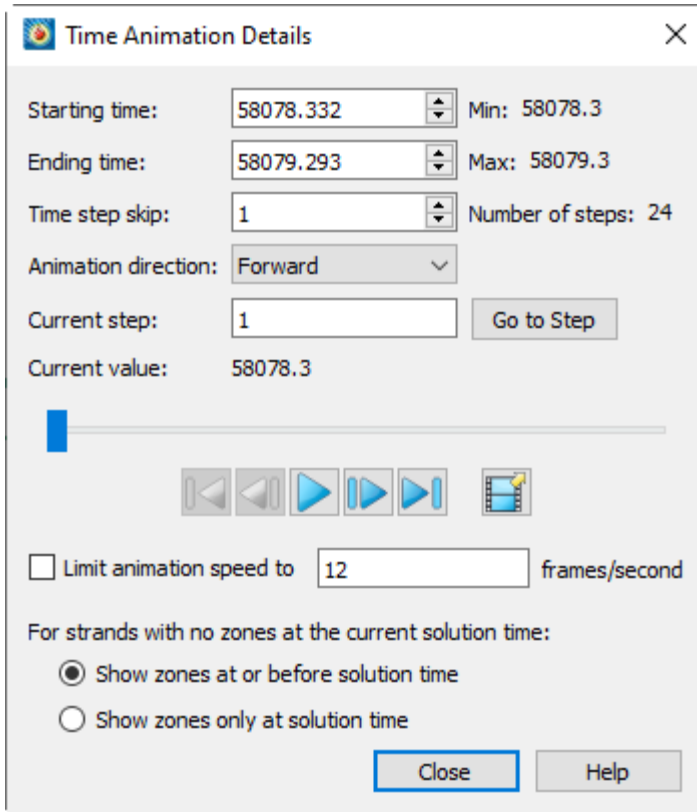 Time Animation Details
Starting time: 58078.332 Min: 58078.3
Ending time: 58079.293 Max: 58079.3
Time step skip: 1 Number of steps: 24
Animation direction: Forward
Current step: 1 Go to Step
Current value: 58078.3
Limit animation speed to 12 frames/second
For strands with no zones at the current solution time:
Show zones at or before solution time
Show zones only at solution time
Close Help